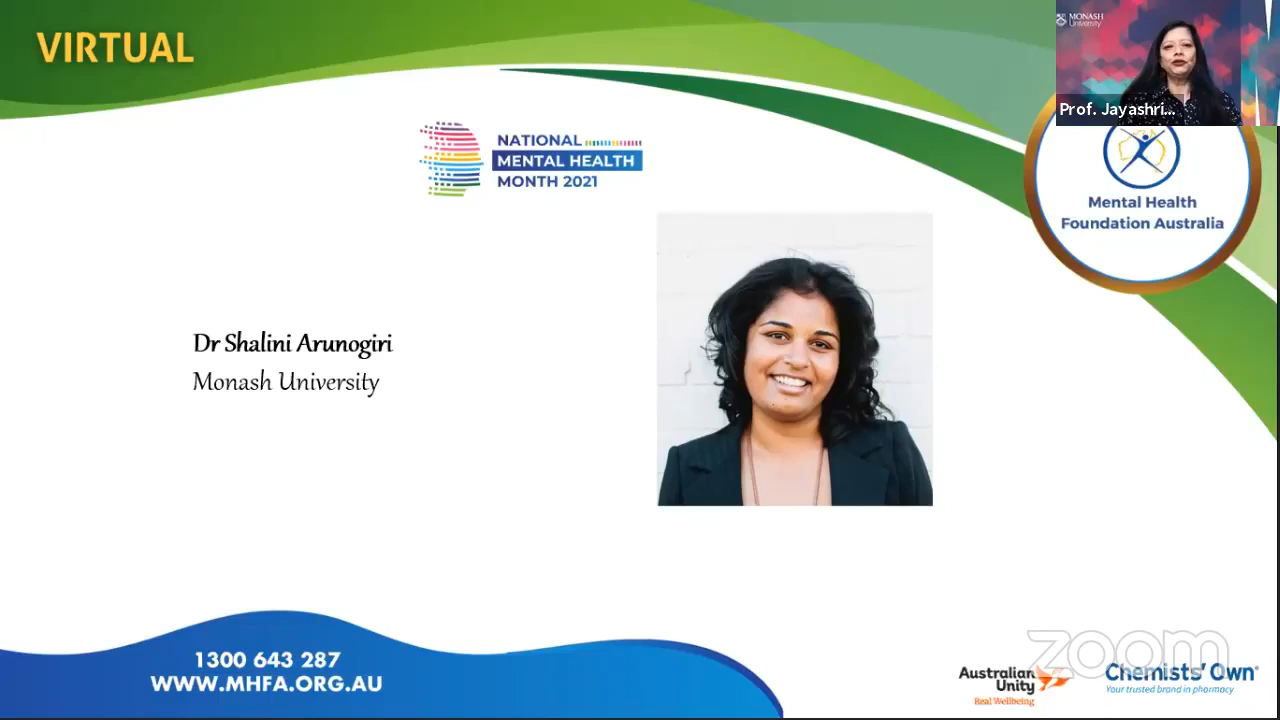 VIRTUAL
MONASH
University
Prof. Jayashri...
NATIONAL
MENTAL HEALTH
MONTH 2021
Mental Health
Foundation Australia
Dr Shalini Arunogiri
Monash University
1300 643 287
WWW.MHFA.ORG.AU
zoom
Australian
Unity
Real Wellbeing
Chemists' Own
Your trusted brand in pharmacy